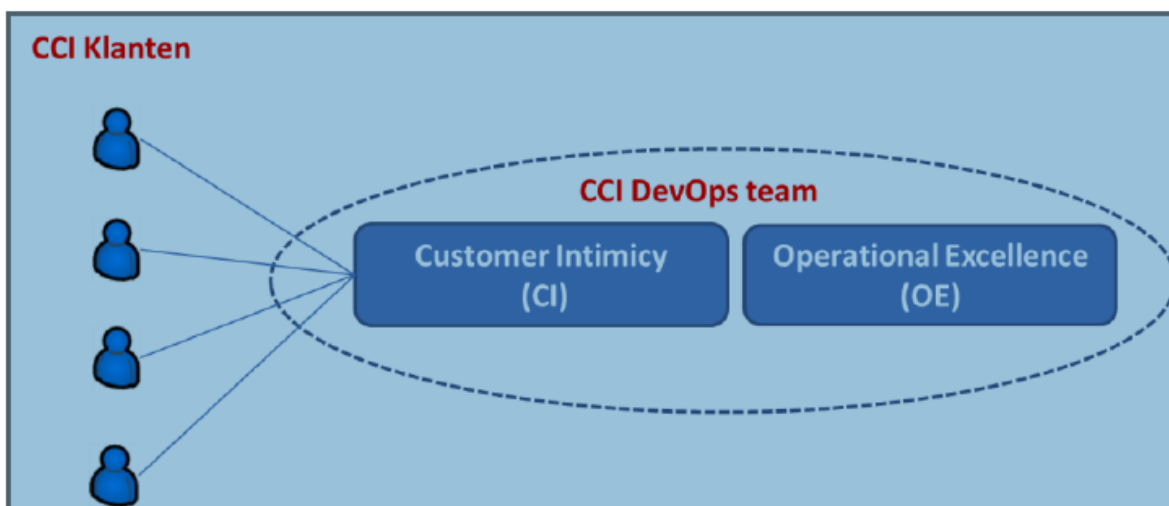 CCI Klanten
CCI DevOps team
Customer Intimicy
(CI)
Operational Excellence
(OE)